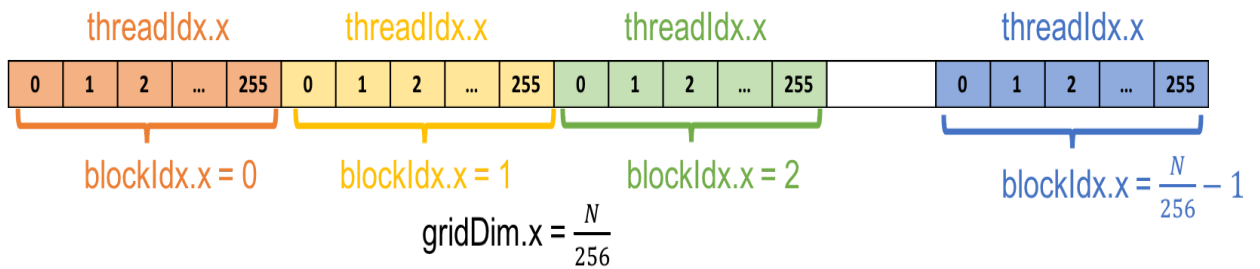 threadIdx.x threadIdx.x threadIdx.x threadIdx.x
0 1 2 ... 255 0 1 2 ... 255 0 1 2 ... 255 0 1 2 ... 255
blockIdx.x = 0 blockIdx.x = 1 blockIdx.x = 2 blockIdx.x = N/256 − 1
gridDim.x = N/256